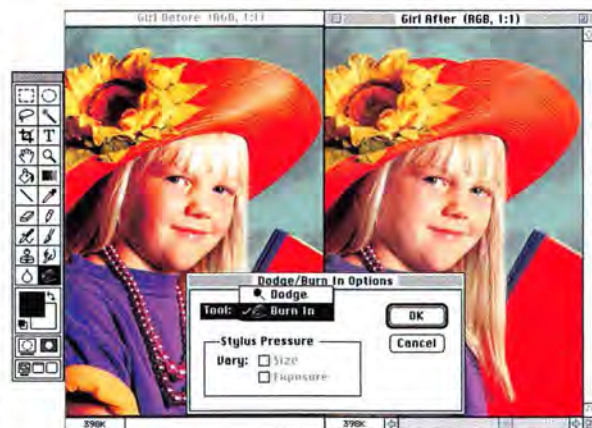 Girl Before (RGB, 1:1)
Girl After (RGB, 1:1)
T
Dodge/Burn In Options
Dodge
Tool: ✓ Burn In
OK
Cancel
Stylus Pressure
Vary: Size
Exposure
398K
398K